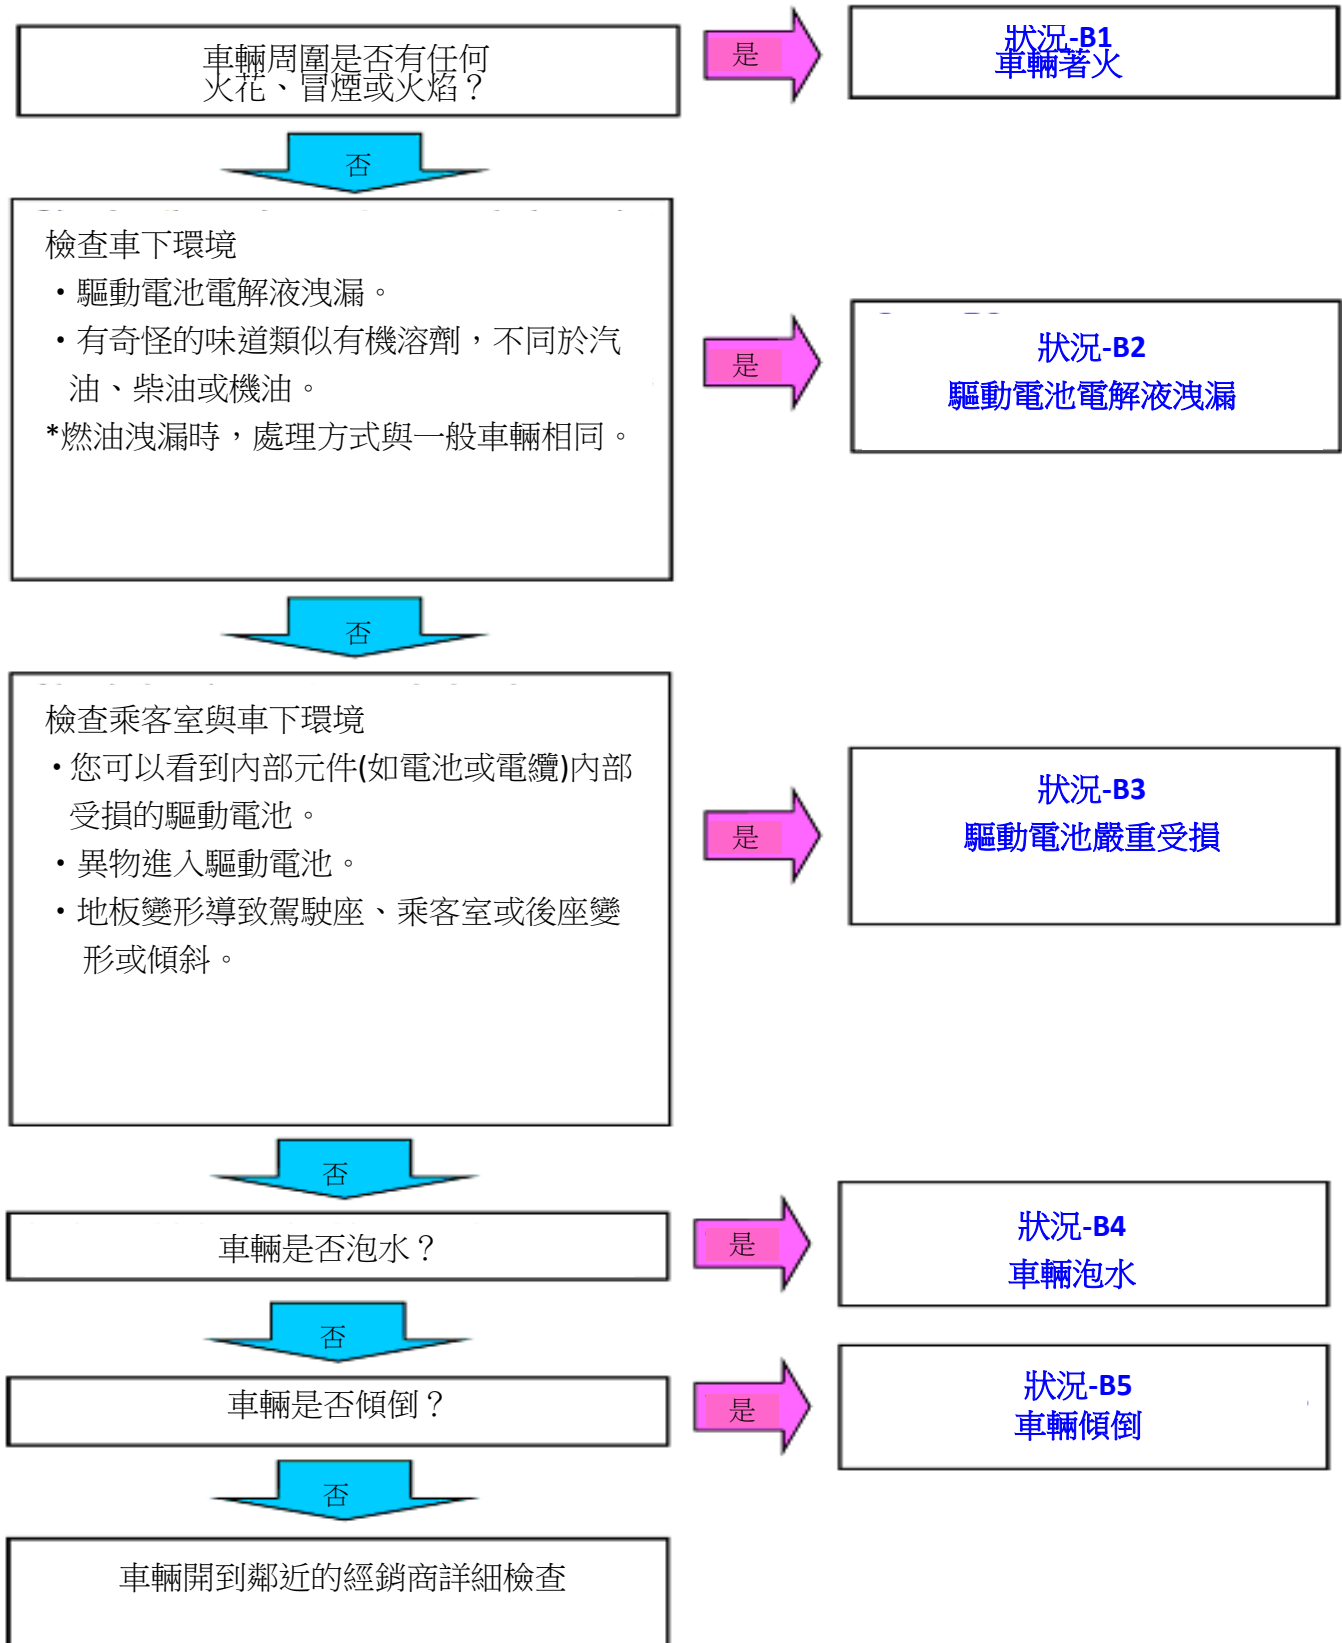 車輛周圍是否有任何
火花、冒煙或火焰？
是
狀況-B1
車輛著火
否
檢查車下環境
・驅動電池電解液洩漏。
・有奇怪的味道類似有機溶劑，不同於汽
油、柴油或機油。
*燃油洩漏時，處理方式與一般車輛相同。
是
狀況-B2
驅動電池電解液洩漏
否
檢查乘客室與車下環境
・您可以看到內部元件(如電池或電纜)內部
受損的驅動電池。
・異物進入驅動電池。
・地板變形導致駕駛座、乘客室或後座變
形或傾斜。
是
狀況-B3
驅動電池嚴重受損
否
車輛是否泡水？
是
狀況-B4
車輛泡水
否
車輛是否傾倒？
是
狀況-B5
車輛傾倒
否
車輛開到鄰近的經銷商詳細檢查